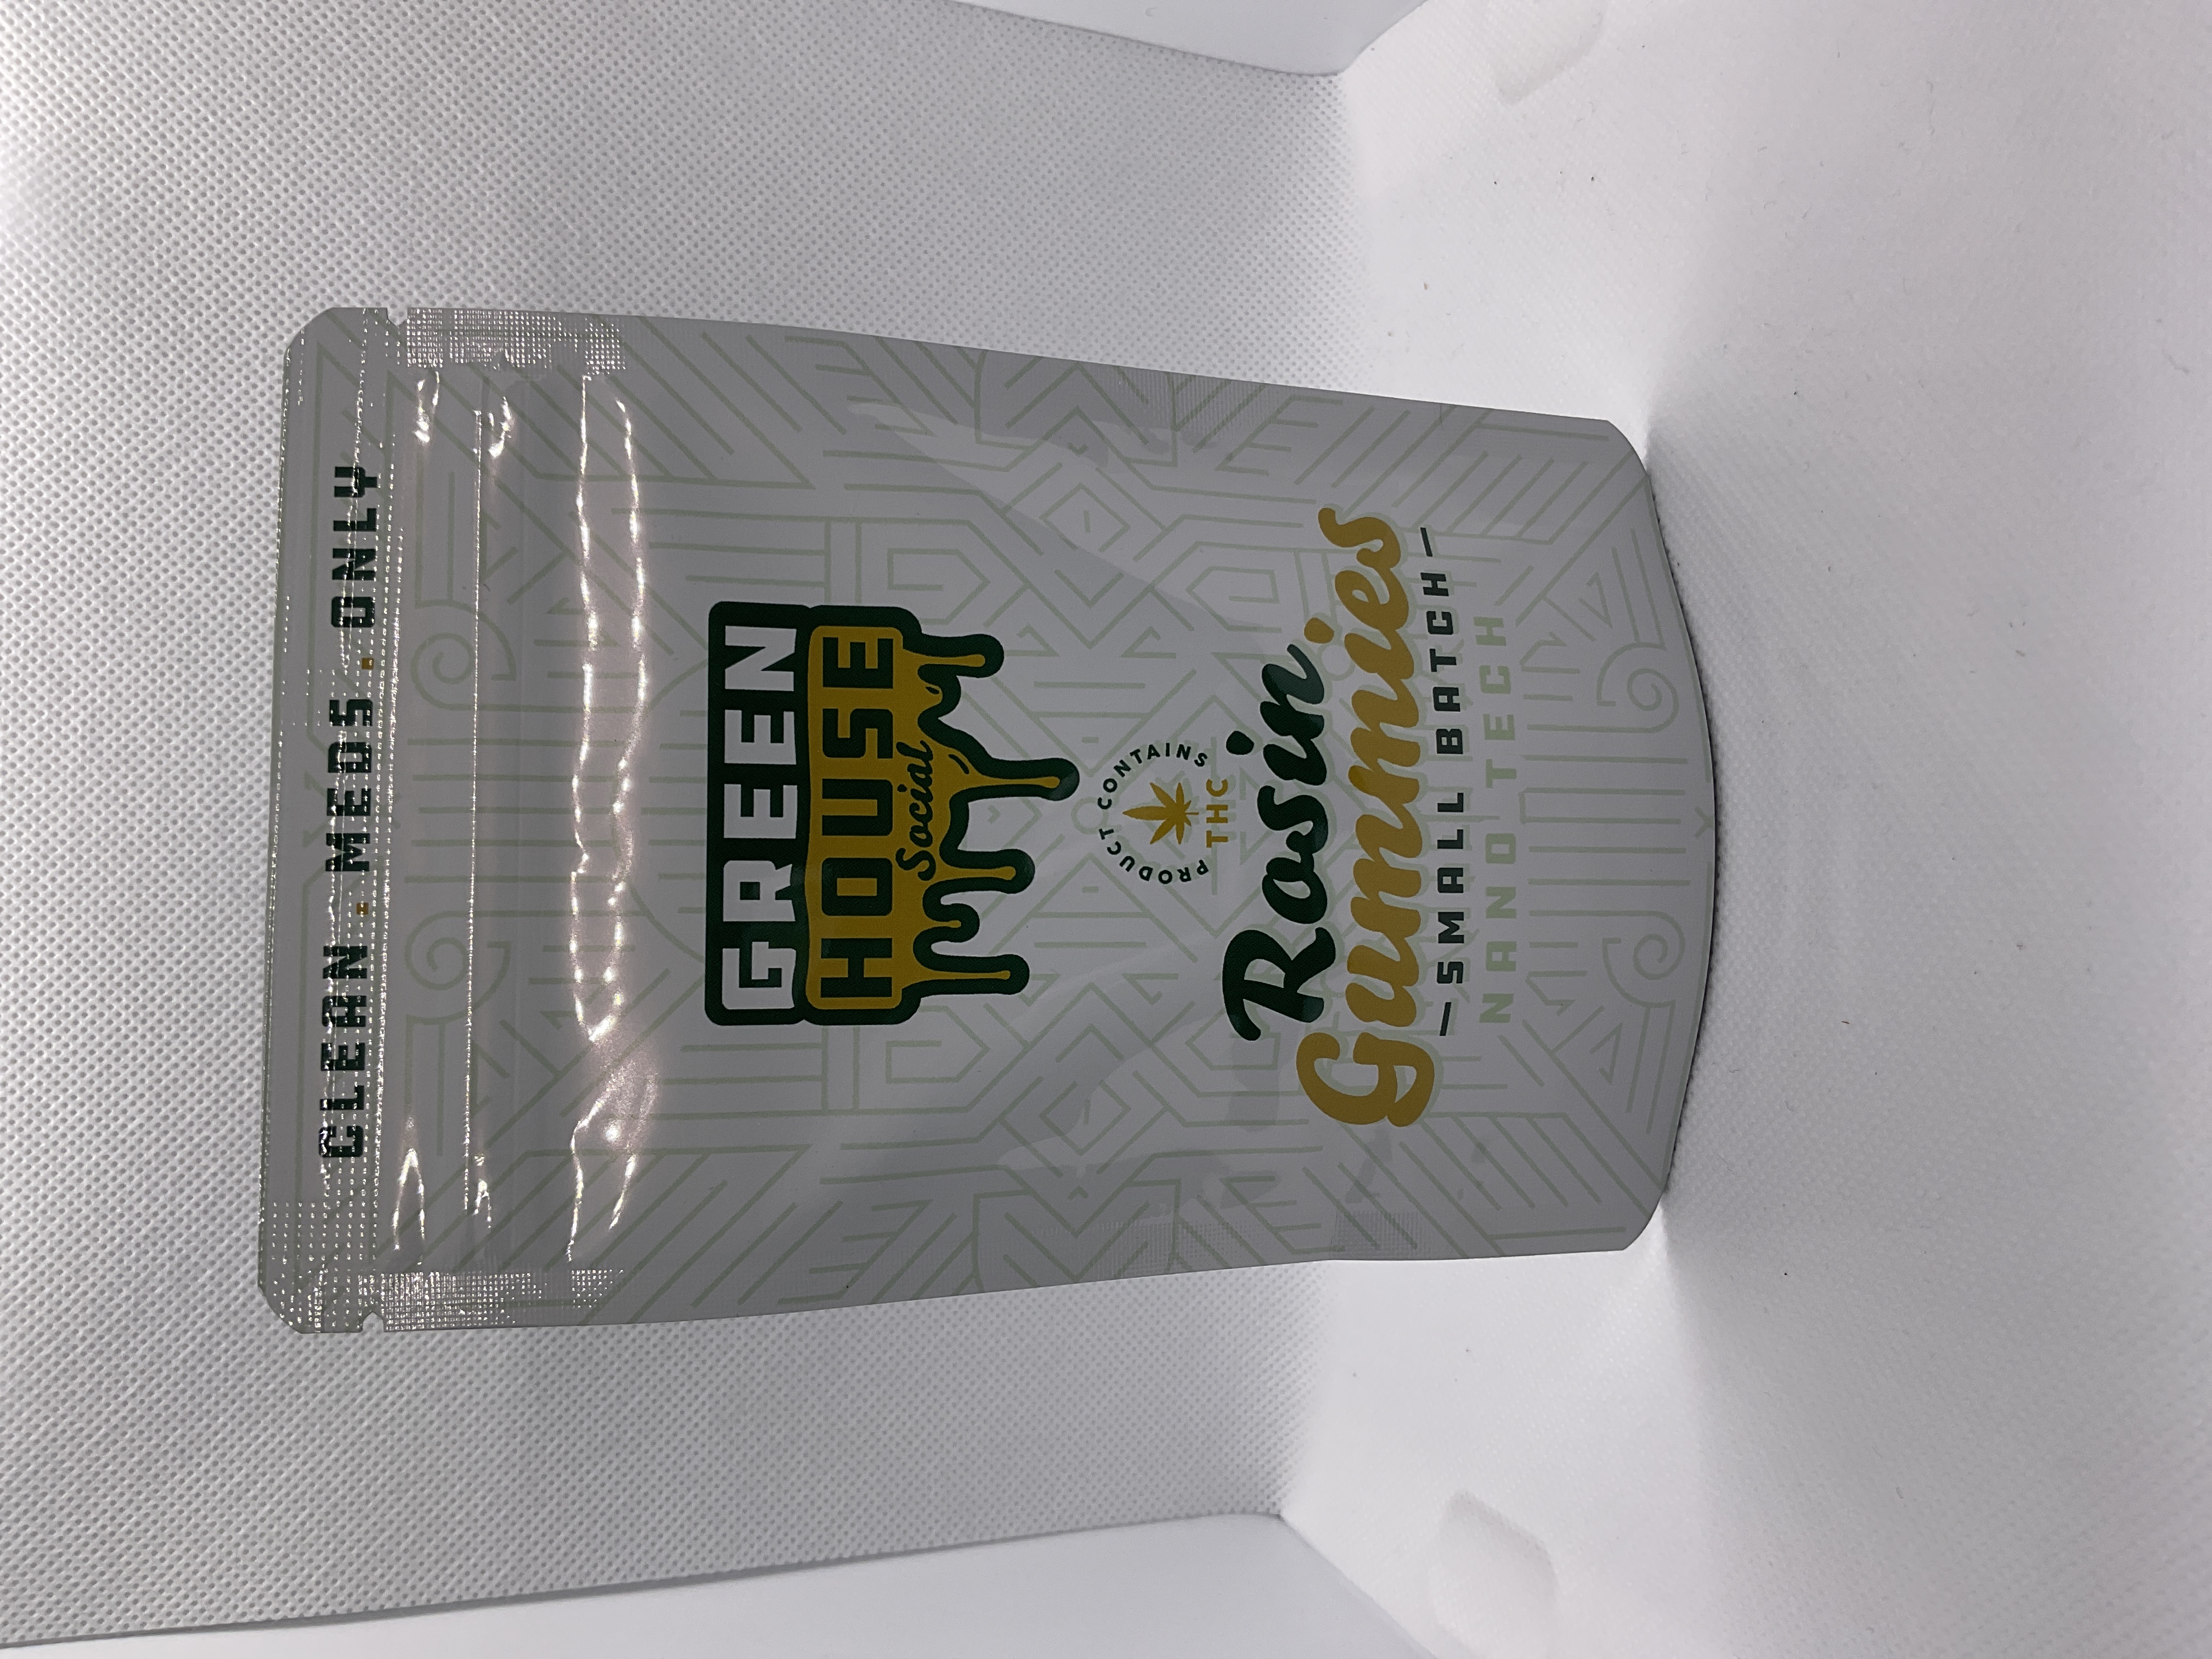 CLEAN . MEDS . ONLY
GREEN
HOUSE
Social
PRODUCT CONTAINS
THC
Rosin
Gummies
—SMALL BATCH—
NANO TECH